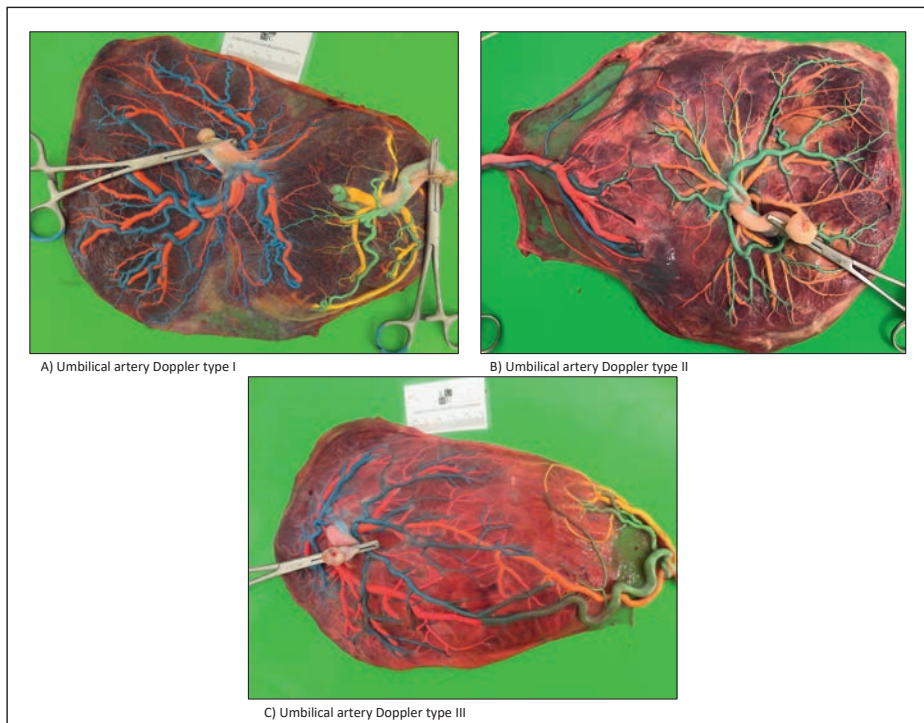 A) Umbilical artery Doppler type I
B) Umbilical artery Doppler type II
C) Umbilical artery Doppler type III